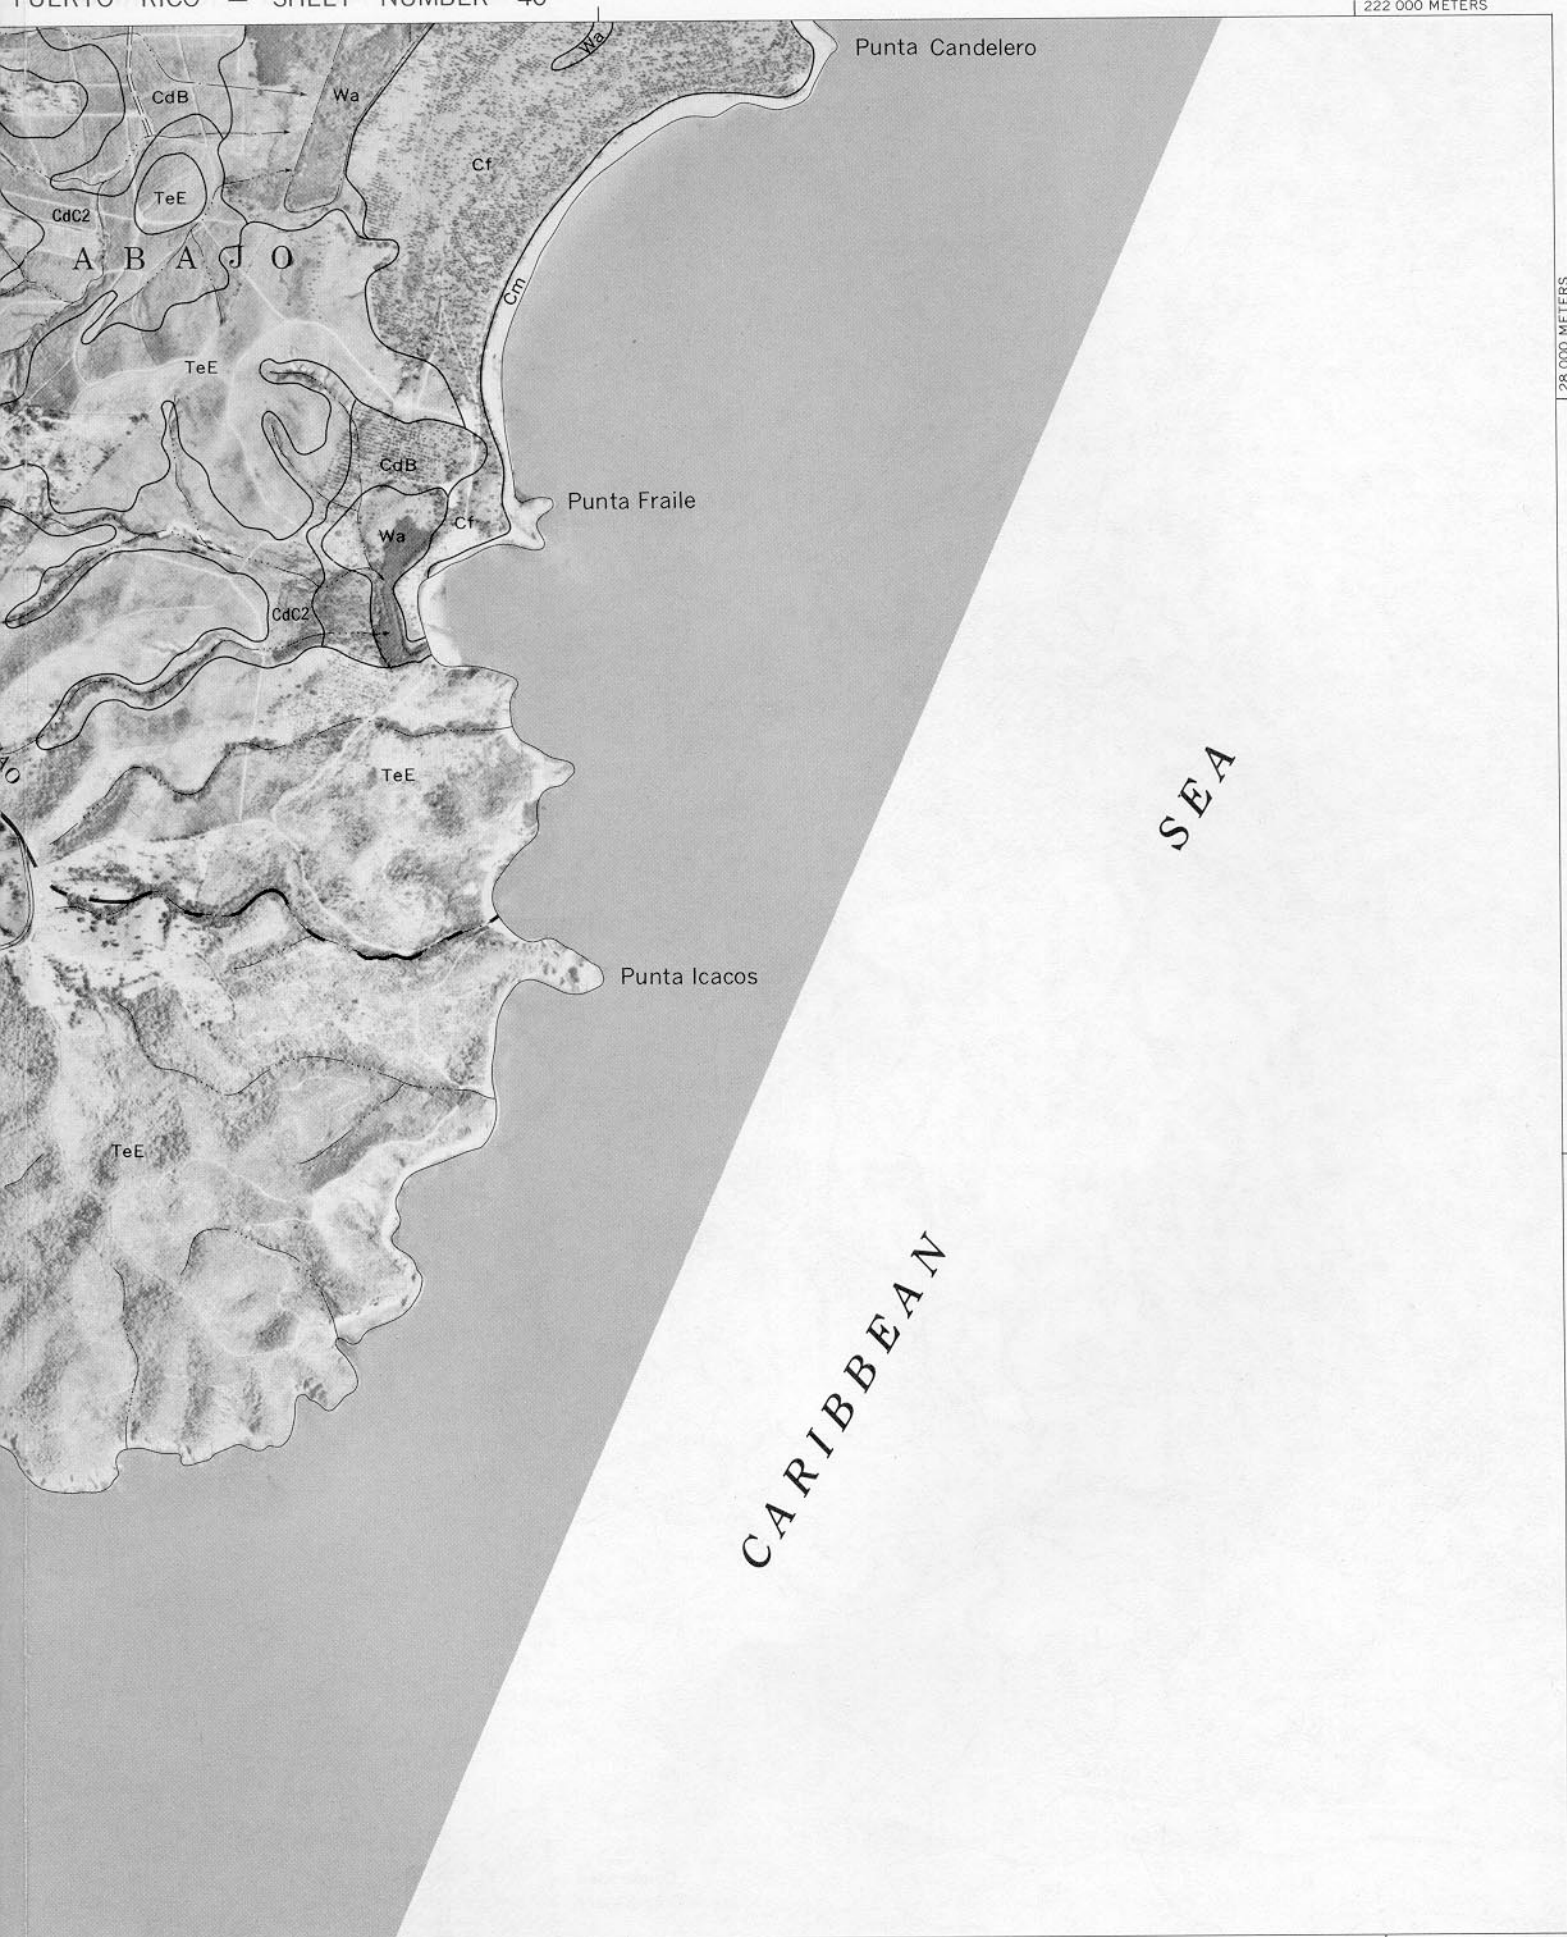 PUERTO RICO — SHEET NUMBER
222 000 METERS
Punta Candelero
Wa
CdB
Wa
Cf
TeE
CdC2
ABAJO
Cm
28 000 METERS
TeE
CdB
Punta Fraile
Cf
Wa
CdC2
SEA
TeE
Punta Icacos
TeE
CARIBBEAN